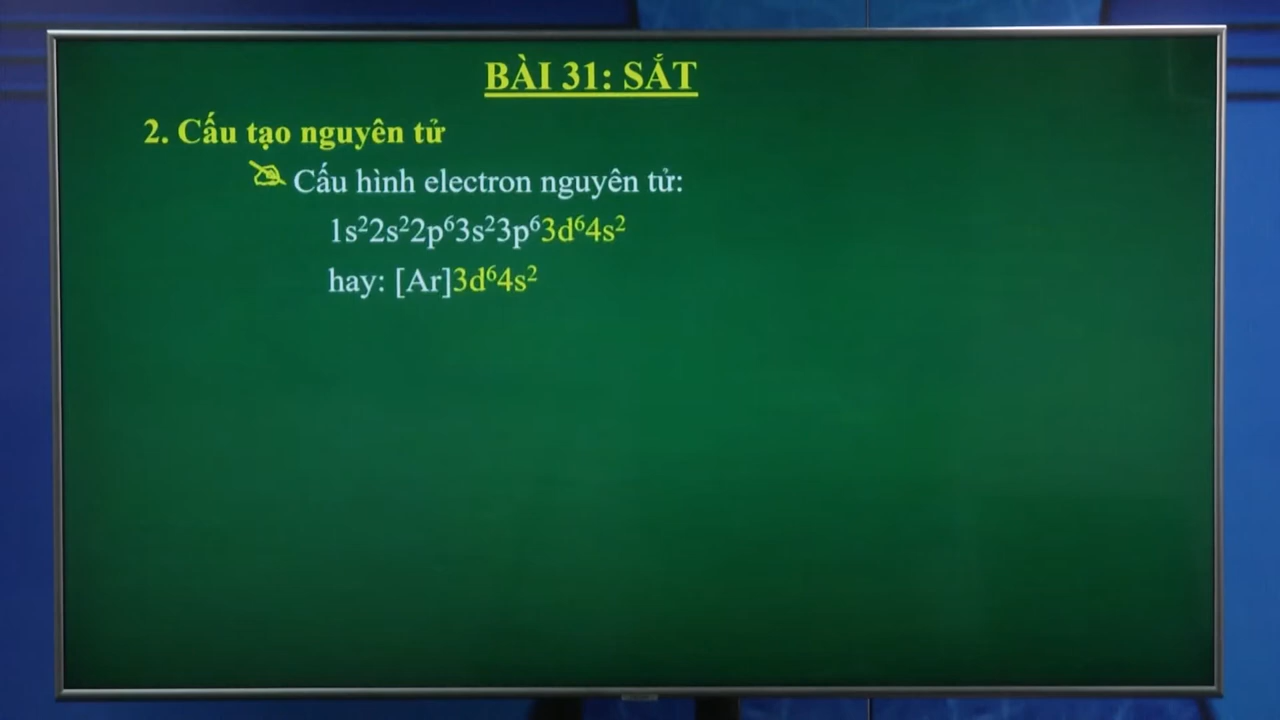 BÀI 31: SẮT
2. Cấu tạo nguyên tử
Cấu hình electron nguyên tử:
1s²2s²2p⁶3s²3p⁶3d⁶4s²
hay: [Ar]3d⁶4s²